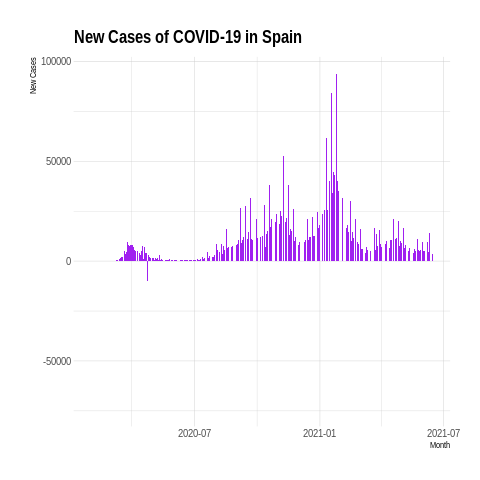 New Cases of COVID-19 in Spain
New Cases
100000
50000
0
-50000
2020-07
2021-01
2021-07
Month